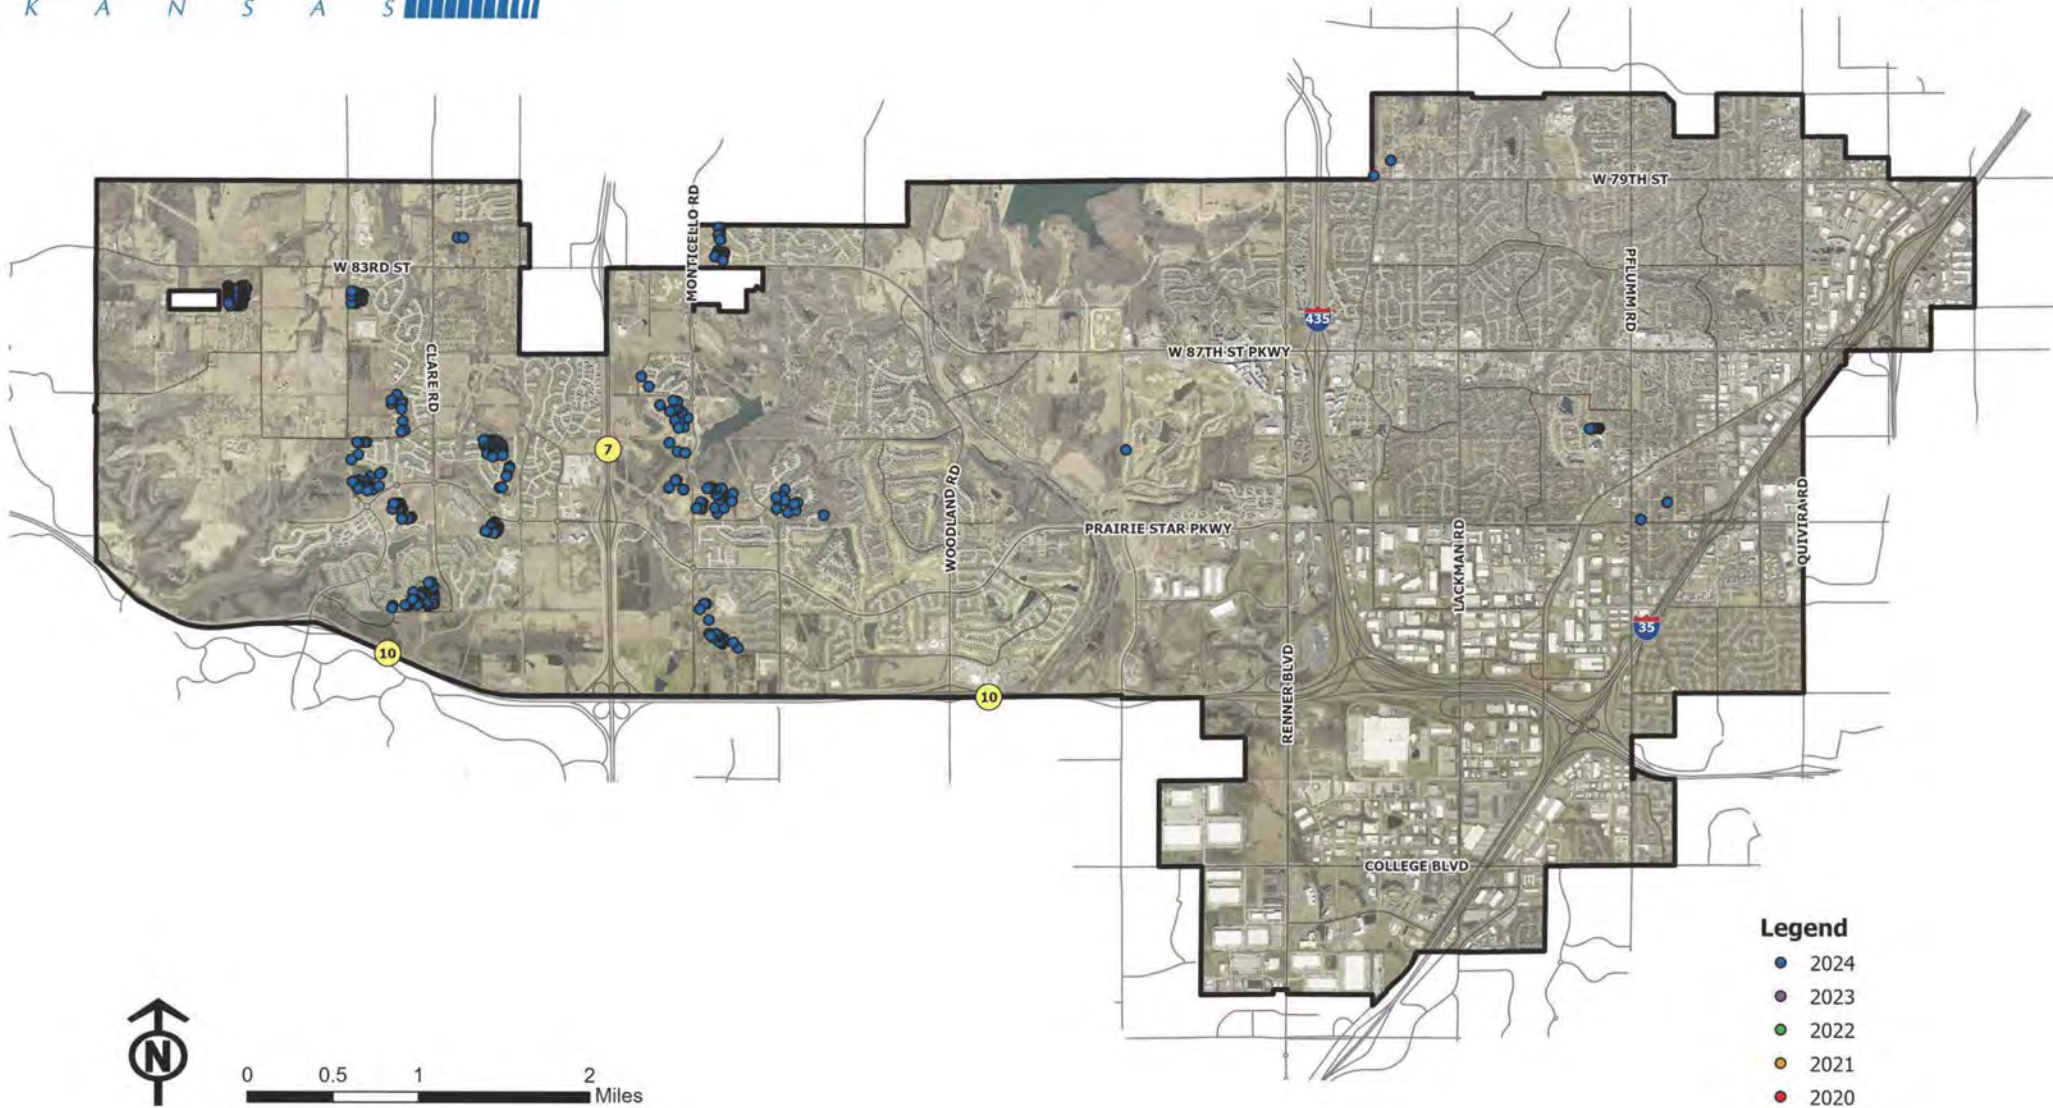 K A N S A S
W 79TH ST
MONTICELLO RD
W 83RD ST
PFLUMM RD
435
W 87TH ST PKWY
CLARE RD
7
WOODLAND RD
PRAIRIE STAR PKWY
LACKMAN RD
QUIVIRA RD
35
10
10
RENNER BLVD
COLLEGE BLVD
Legend
2024
2023
2022
2021
2020
N
0 0.5 1 2
Miles